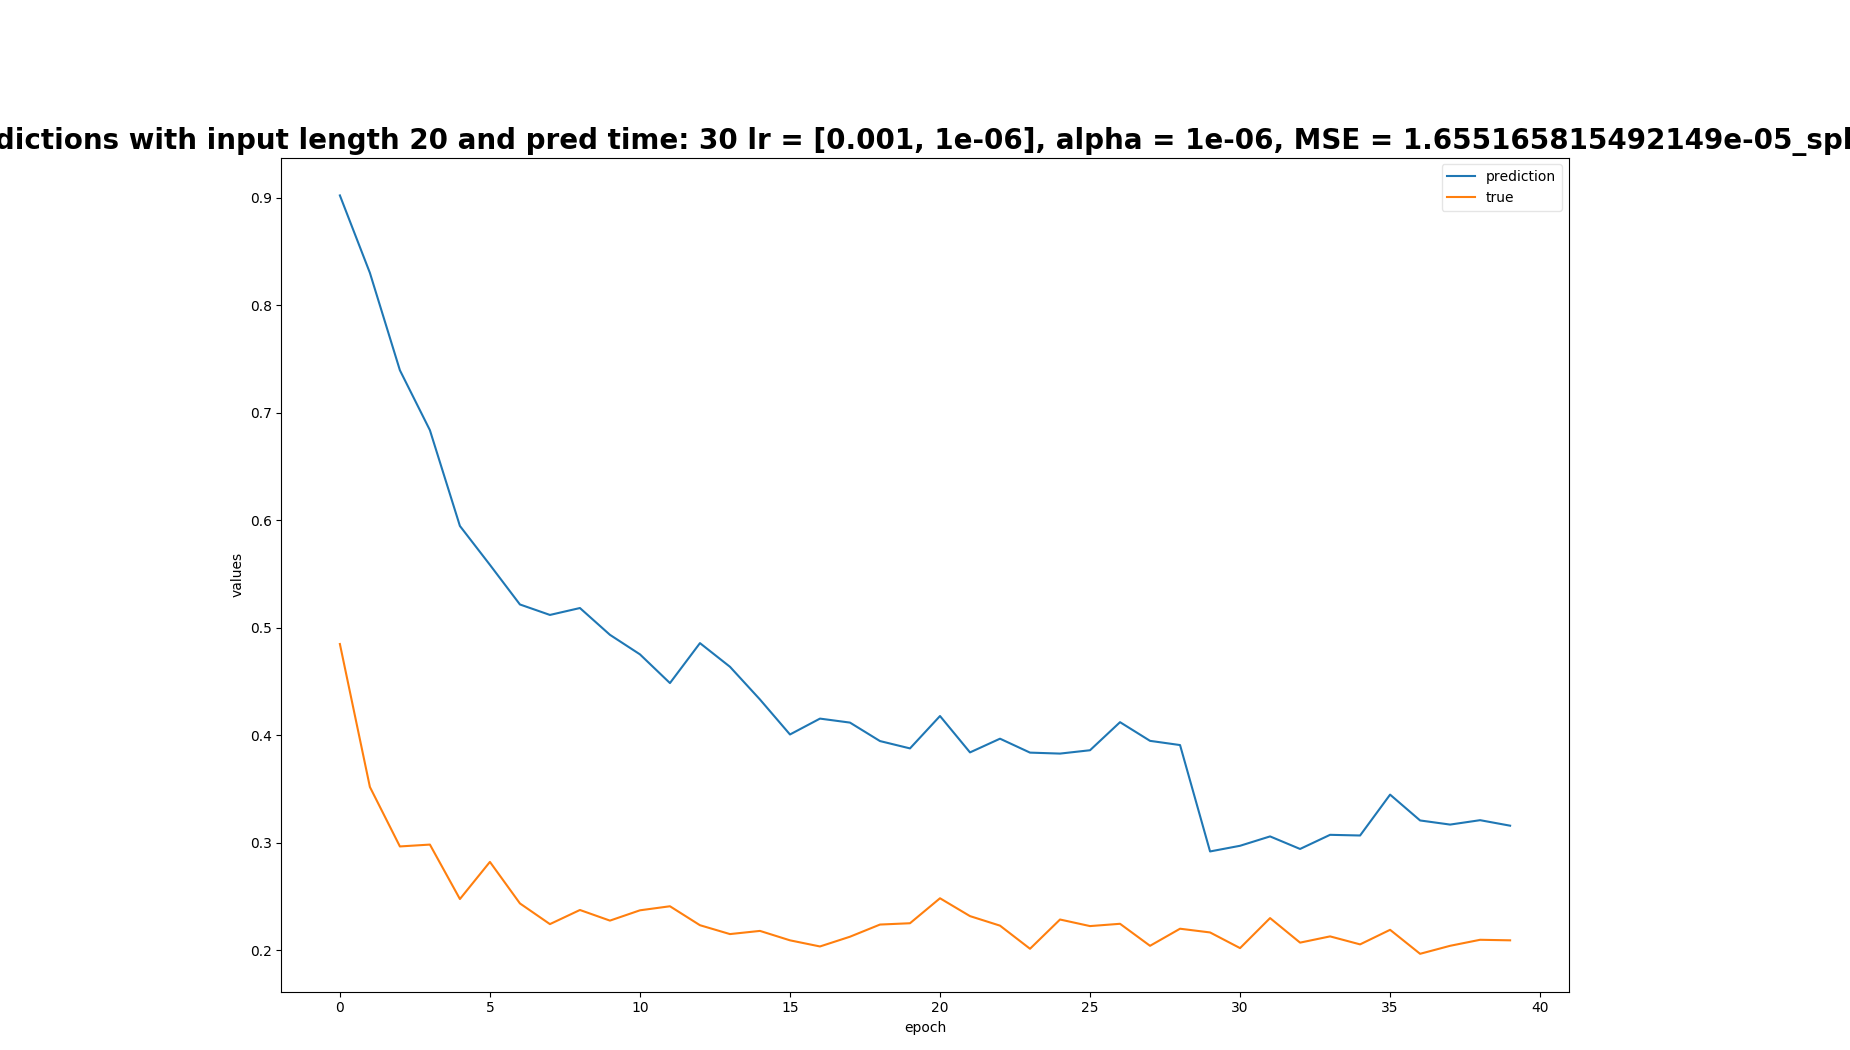 dictions with input length 20 and pred time: 30 lr = [0.001, 1e-06], alpha = 1e-06, MSE = 1.655165815492149e-05_spl
prediction
true
0.9
0.8
0.7
0.6
0.5
0.4
0.3
0.2
values
0 5 10 15 20 25 30 35 40
epoch